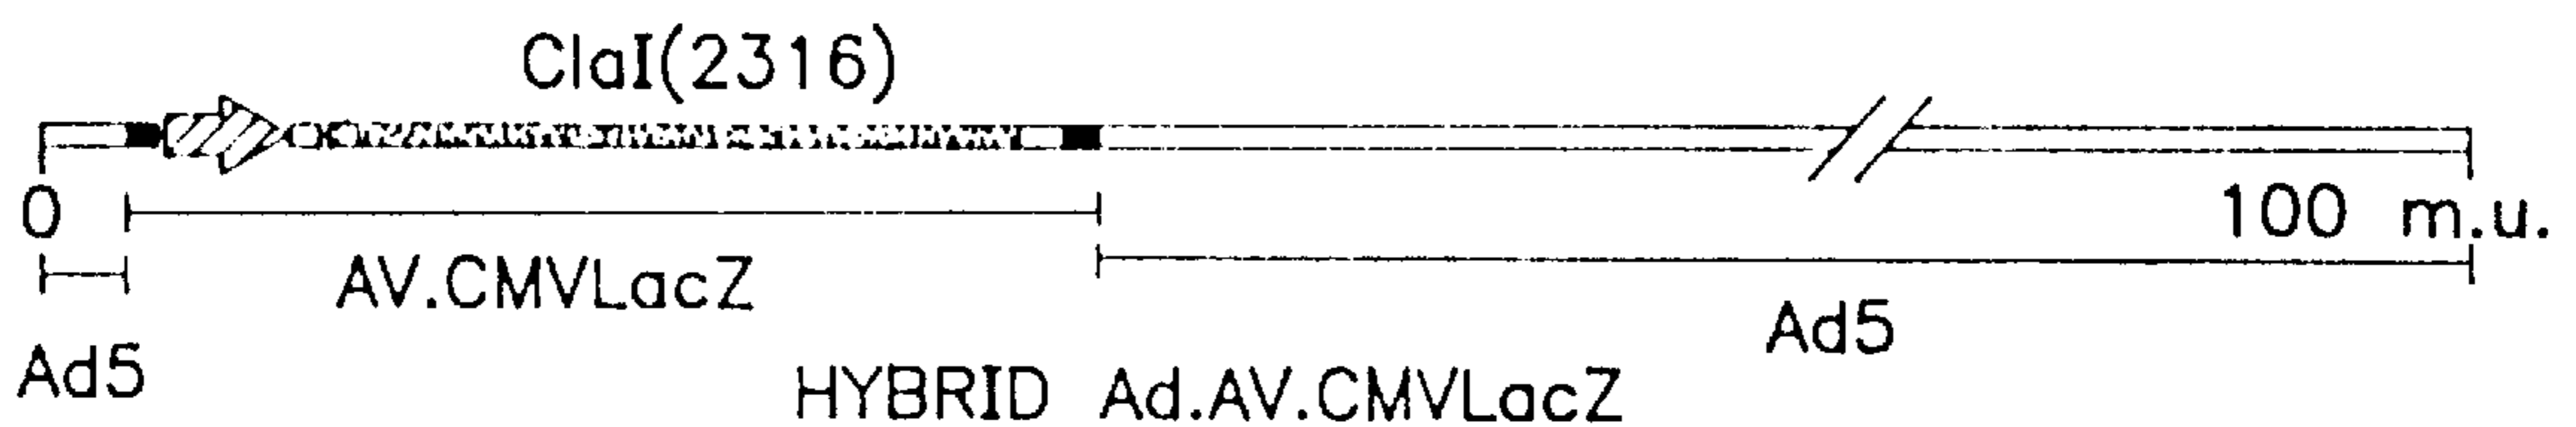 ClaI(2316)
0
100 m.u.
AV.CMVLacZ
Ad5
Ad5
HYBRID Ad.AV.CMVLacZ